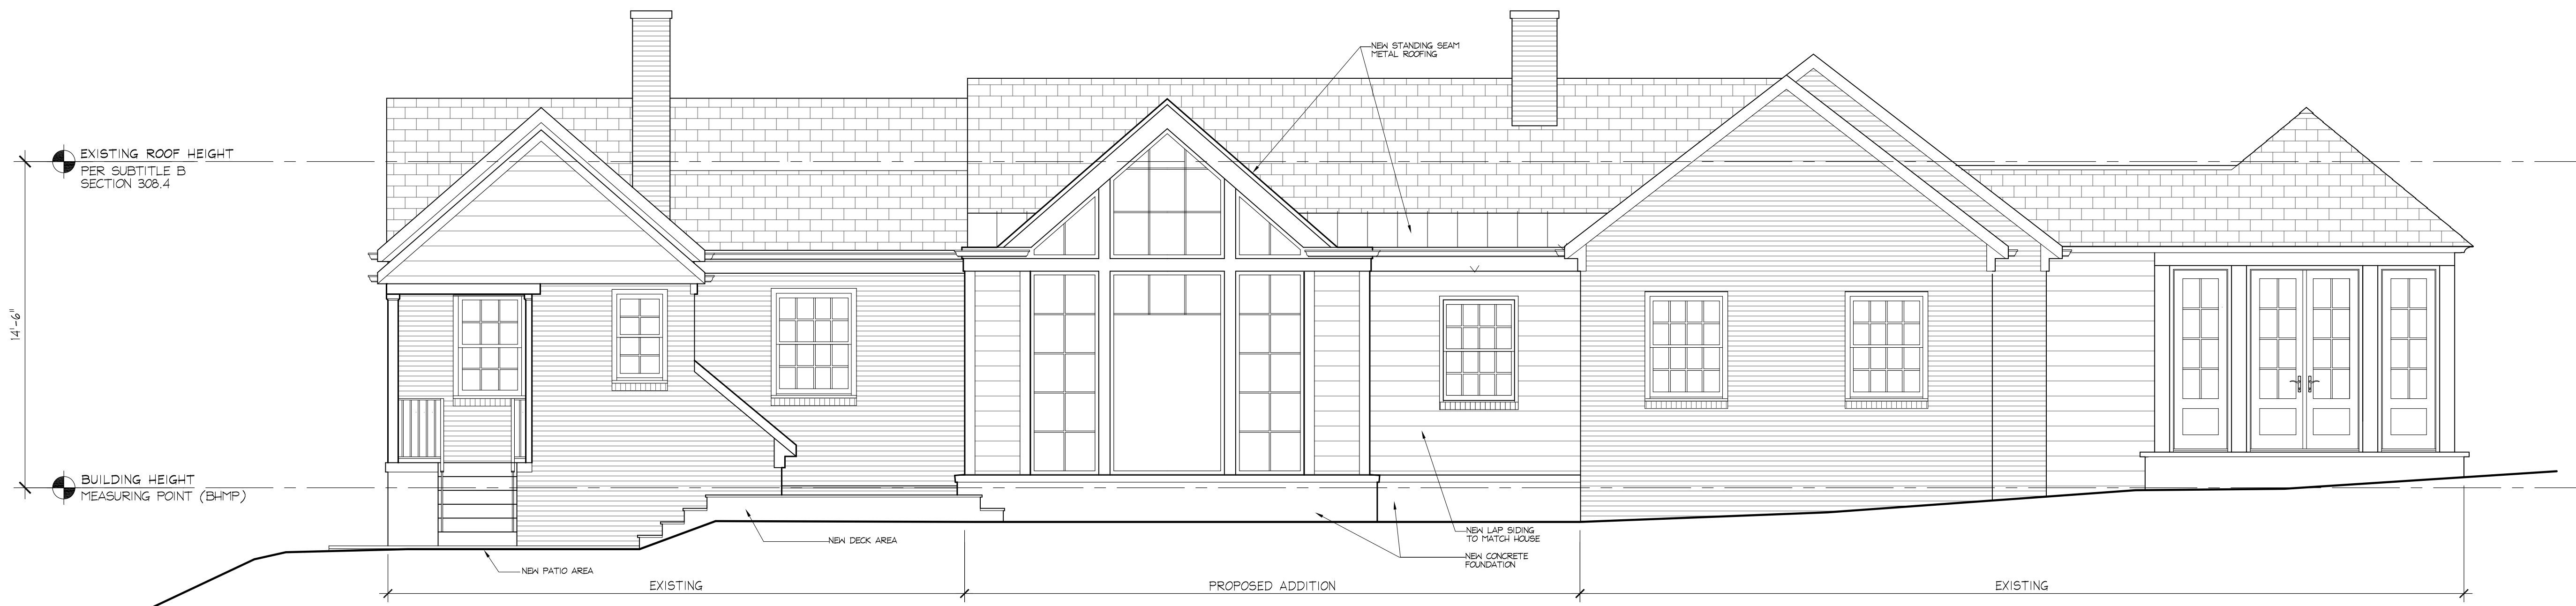 NEW STANDING SEAM
METAL ROOFING
EXISTING ROOF HEIGHT
PER SUBTITLE B
SECTION 308.4
14'-6"
BUILDING HEIGHT
MEASURING POINT (BHMP)
NEW LAP SIDING
TO MATCH HOUSE
NEW DECK AREA
NEW CONCRETE
FOUNDATION
NEW PATIO AREA
EXISTING
PROPOSED ADDITION
EXISTING